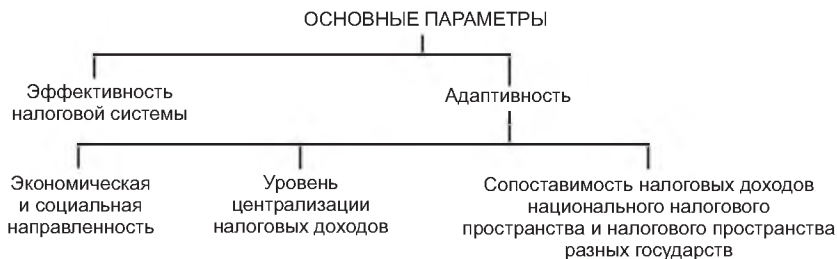 ОСНОВНЫЕ ПАРАМЕТРЫ
Эффективность
налоговой системы
Адаптивность
Экономическая
и социальная
направленность
Уровень
централизации
налоговых доходов
Сопоставимость налоговых доходов
национального налогового
пространства и налогового пространства
разных государств